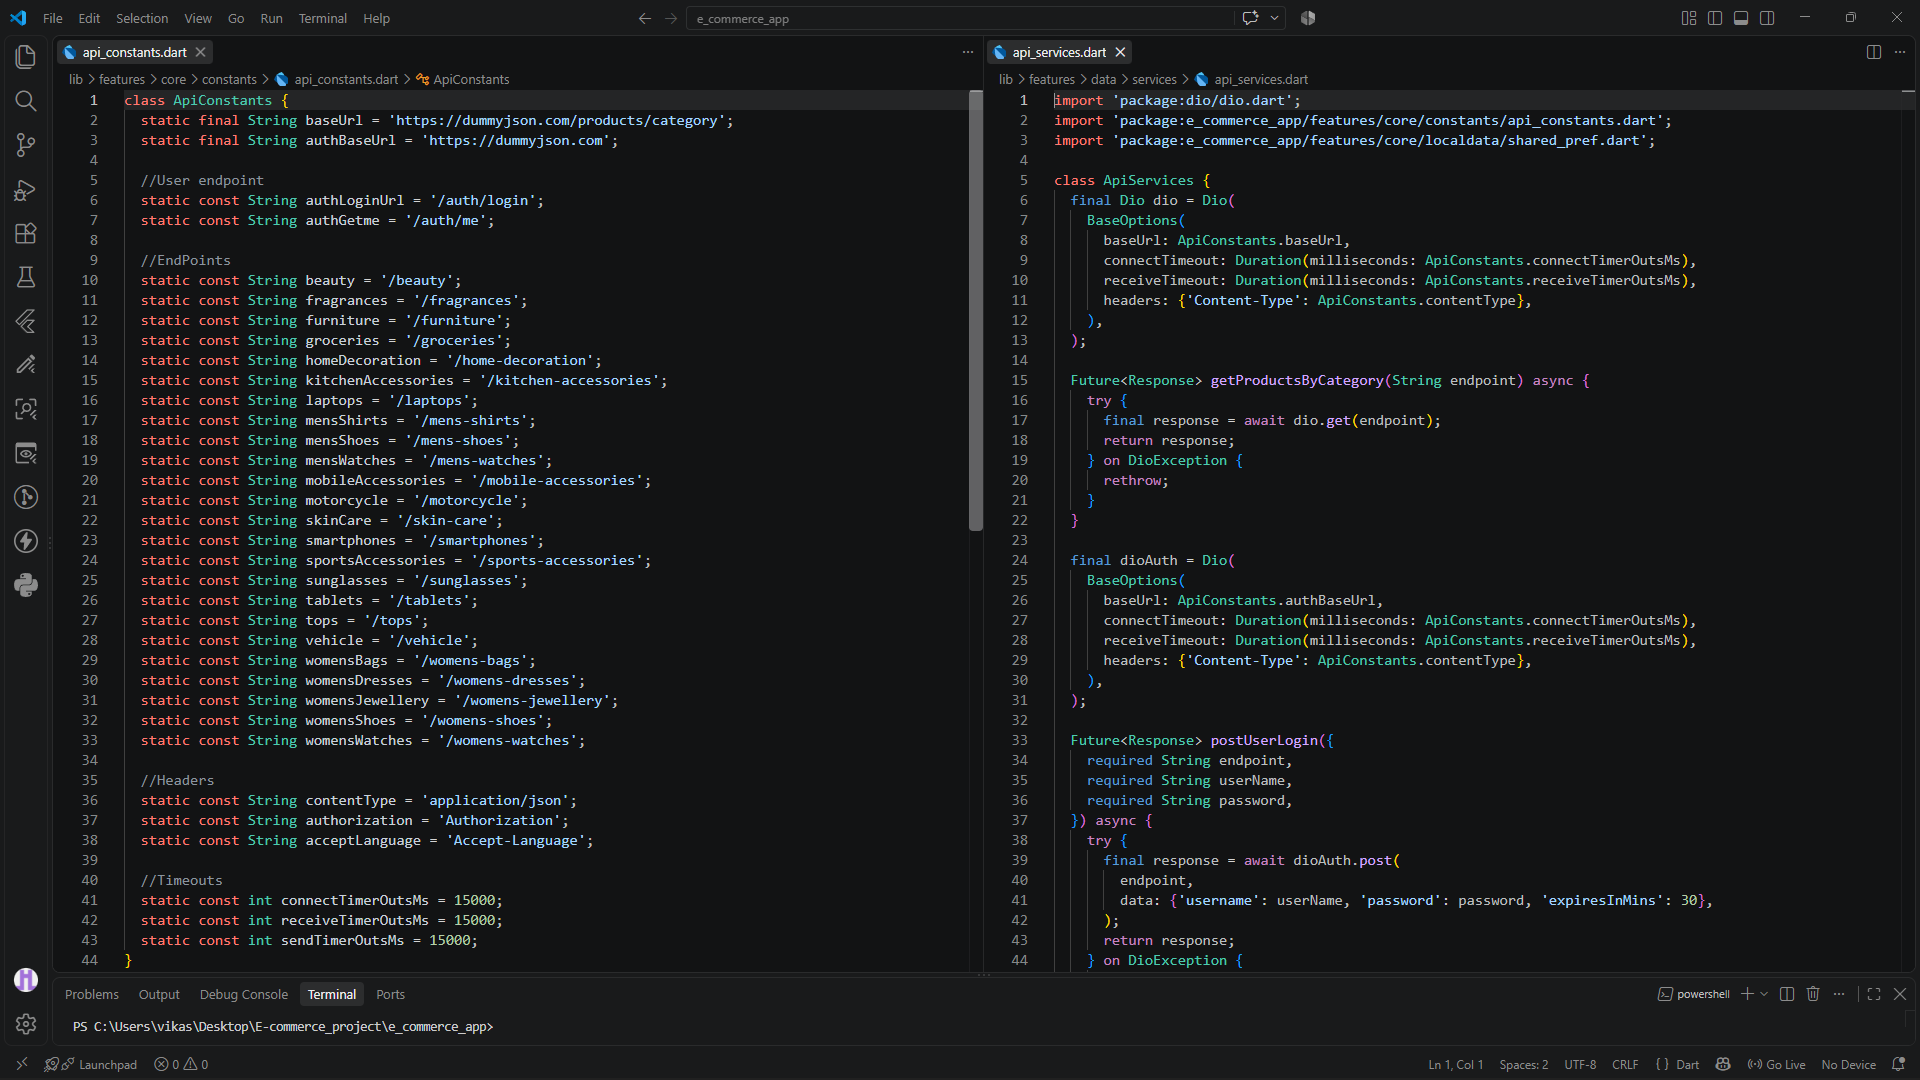 File Edit Selection View Go Run Terminal Help
e_commerce_app
api_constants.dart
lib > features > core > constants > api_constants.dart > ApiConstants
1 class ApiConstants {
2 static final String baseUrl = 'https://dummyjson.com/products/category';
3 static final String authBaseUrl = 'https://dummyjson.com';
4
5 //User endpoint
6 static const String authLoginUrl = '/auth/login';
7 static const String authGetme = '/auth/me';
8
9 //EndPoints
10 static const String beauty = '/beauty';
11 static const String fragrances = '/fragrances';
12 static const String furniture = '/furniture';
13 static const String groceries = '/groceries';
14 static const String homeDecoration = '/home-decoration';
15 static const String kitchenAccessories = '/kitchen-accessories';
16 static const String laptops = '/laptops';
17 static const String mensShirts = '/mens-shirts';
18 static const String mensShoes = '/mens-shoes';
19 static const String mensWatches = '/mens-watches';
20 static const String mobileAccessories = '/mobile-accessories';
21 static const String motorcycle = '/motorcycle';
22 static const String skinCare = '/skin-care';
23 static const String smartphones = '/smartphones';
24 static const String sportsAccessories = '/sports-accessories';
25 static const String sunglasses = '/sunglasses';
26 static const String tablets = '/tablets';
27 static const String tops = '/tops';
28 static const String vehicle = '/vehicle';
29 static const String womensBags = '/womens-bags';
30 static const String womensDresses = '/womens-dresses';
31 static const String womensJewellery = '/womens-jewellery';
32 static const String womensShoes = '/womens-shoes';
33 static const String womensWatches = '/womens-watches';
34
35 //Headers
36 static const String contentType = 'application/json';
37 static const String authorization = 'Authorization';
38 static const String acceptLanguage = 'Accept-Language';
39
40 //Timeouts
41 static const int connectTimerOutsMs = 15000;
42 static const int receiveTimerOutsMs = 15000;
43 static const int sendTimerOutsMs = 15000;
44 }
api_services.dart
lib > features > data > services > api_services.dart
1 import 'package:dio/dio.dart';
2 import 'package:e_commerce_app/features/core/constants/api_constants.dart';
3 import 'package:e_commerce_app/features/core/localdata/shared_pref.dart';
4
5 class ApiServices {
6 final Dio dio = Dio(
7 BaseOptions(
8 baseUrl: ApiConstants.baseUrl,
9 connectTimeout: Duration(milliseconds: ApiConstants.connectTimerOutsMs),
10 receiveTimeout: Duration(milliseconds: ApiConstants.receiveTimerOutsMs),
11 headers: {'Content-Type': ApiConstants.contentType},
12 ),
13 );
14
15 Future<Response> getProductsByCategory(String endpoint) async {
16 try {
17 final response = await dio.get(endpoint);
18 return response;
19 } on DioException {
20 rethrow;
21 }
22 }
23
24 final dioAuth = Dio(
25 BaseOptions(
26 baseUrl: ApiConstants.authBaseUrl,
27 connectTimeout: Duration(milliseconds: ApiConstants.connectTimerOutsMs),
28 receiveTimeout: Duration(milliseconds: ApiConstants.receiveTimerOutsMs),
29 headers: {'Content-Type': ApiConstants.contentType},
30 ),
31 );
32
33 Future<Response> postUserLogin({
34 required String endpoint,
35 required String userName,
36 required String password,
37 }) async {
38 try {
39 final response = await dioAuth.post(
40 endpoint,
41 data: {'username': userName, 'password': password, 'expiresInMins': 30},
42 );
43 return response;
44 } on DioException {
Problems Output Debug Console Terminal Ports
powershell
PS C:\Users\vikas\Desktop\E-commerce_project\e_commerce_app>
Launchpad 0 0
Ln 1, Col 1 Spaces: 2 UTF-8 CRLF { } Dart Go Live No Device